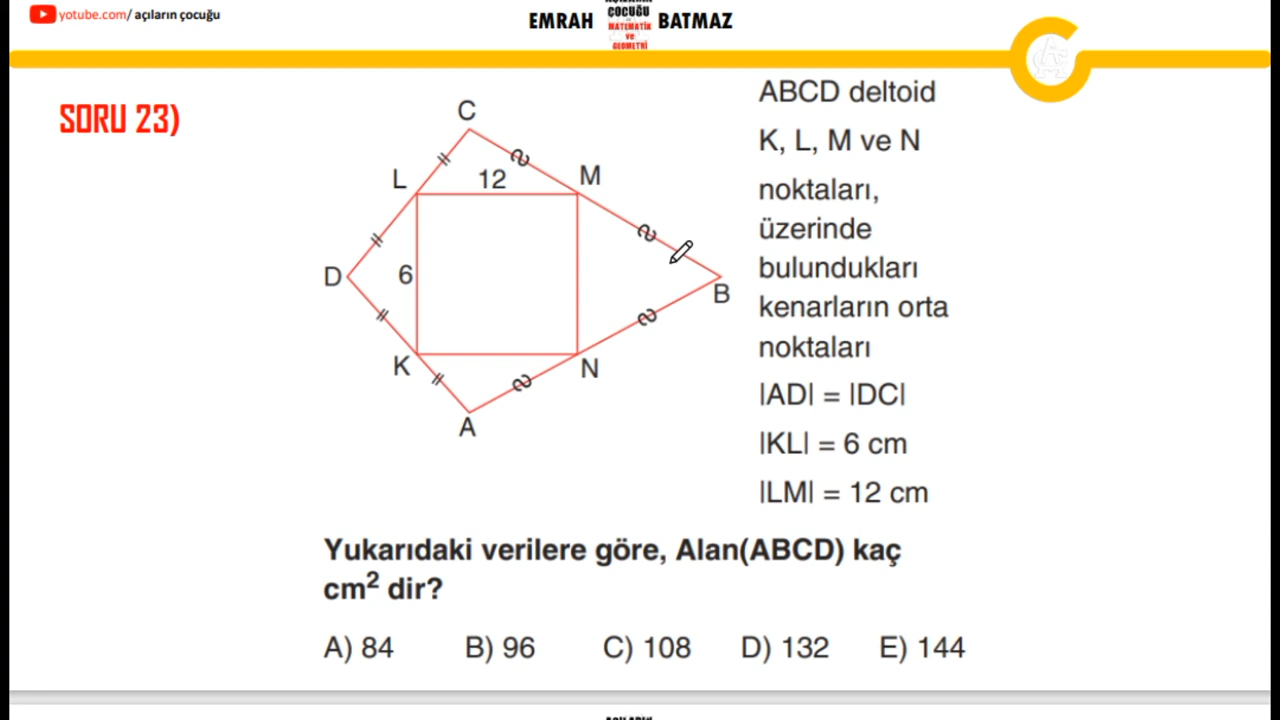 yotube.com/ açıların çocuğu
EMRAH
ÇOCUĞU
MATEMATİK
ve
GEOMETRİ
BATMAZ
SORU 23)
C
L
12
M
D
6
B
K
N
A
ABCD deltoid
K, L, M ve N
noktaları,
üzerinde
bulundukları
kenarların orta
noktaları
|AD| = |DC|
|KL| = 6 cm
|LM| = 12 cm
Yukarıdaki verilere göre, Alan(ABCD) kaç
cm² dir?
A) 84 B) 96 C) 108 D) 132 E) 144